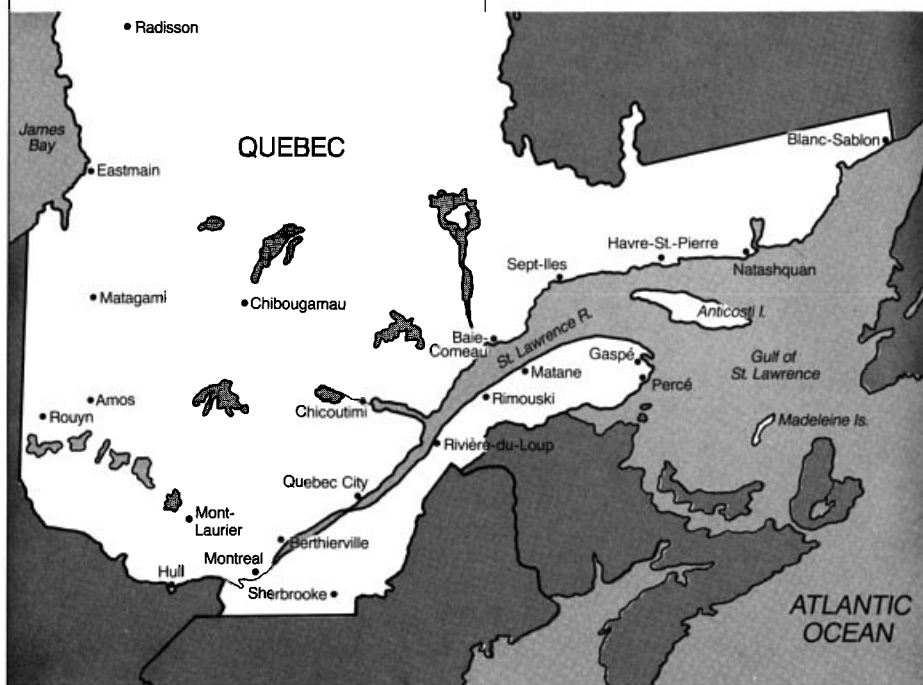 Radisson
James
Bay
QUEBEC
Blanc-Sablon
Eastmain
Havre-St.-Pierre
Sept-Iles
Natashquan
Matagami
Chibougamau
Anticosti I.
St. Lawrence R.
Baie-
Comeau
Gaspé
Gulf of
St. Lawrence
Matane
Percé
Amos
Chicoutimi
Rimouski
Rouyn
Madeleine Is.
Rivière-du-Loup
Quebec City
Mont-
Laurier
Berthierville
Montreal
Hull
Sherbrooke
ATLANTIC
OCEAN